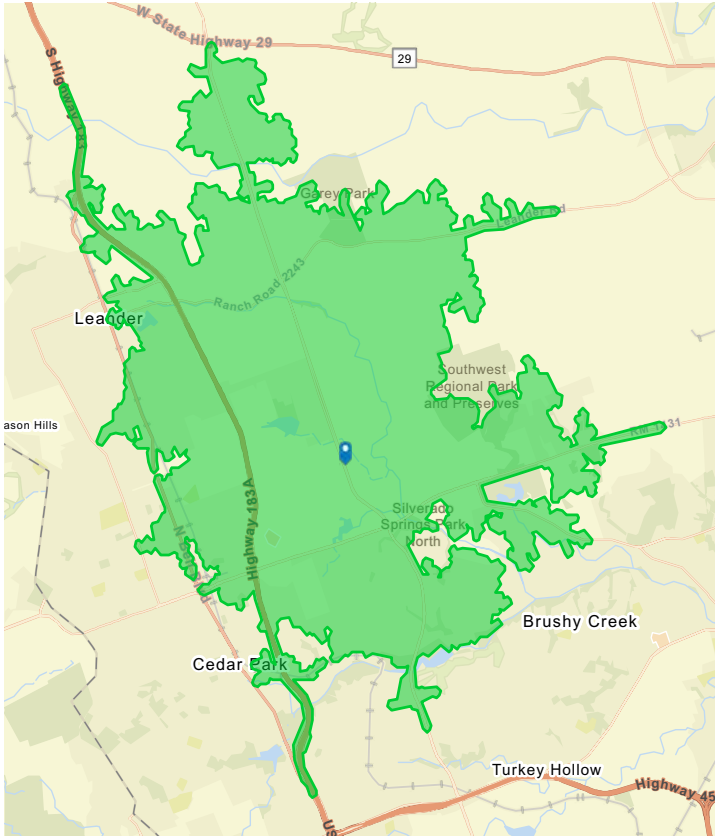 W State Highway 29
29
S Highway 183
Garey Park
Leander Rd
Ranch Road 2243
Leander
Southwest
Regional Park
and Preserves
ason Hills
RM 1431
Highway 183A
Silverado
Springs Park
North
N Bell Blvd
Brushy Creek
Cedar Park
Turkey Hollow
Highway 45
US